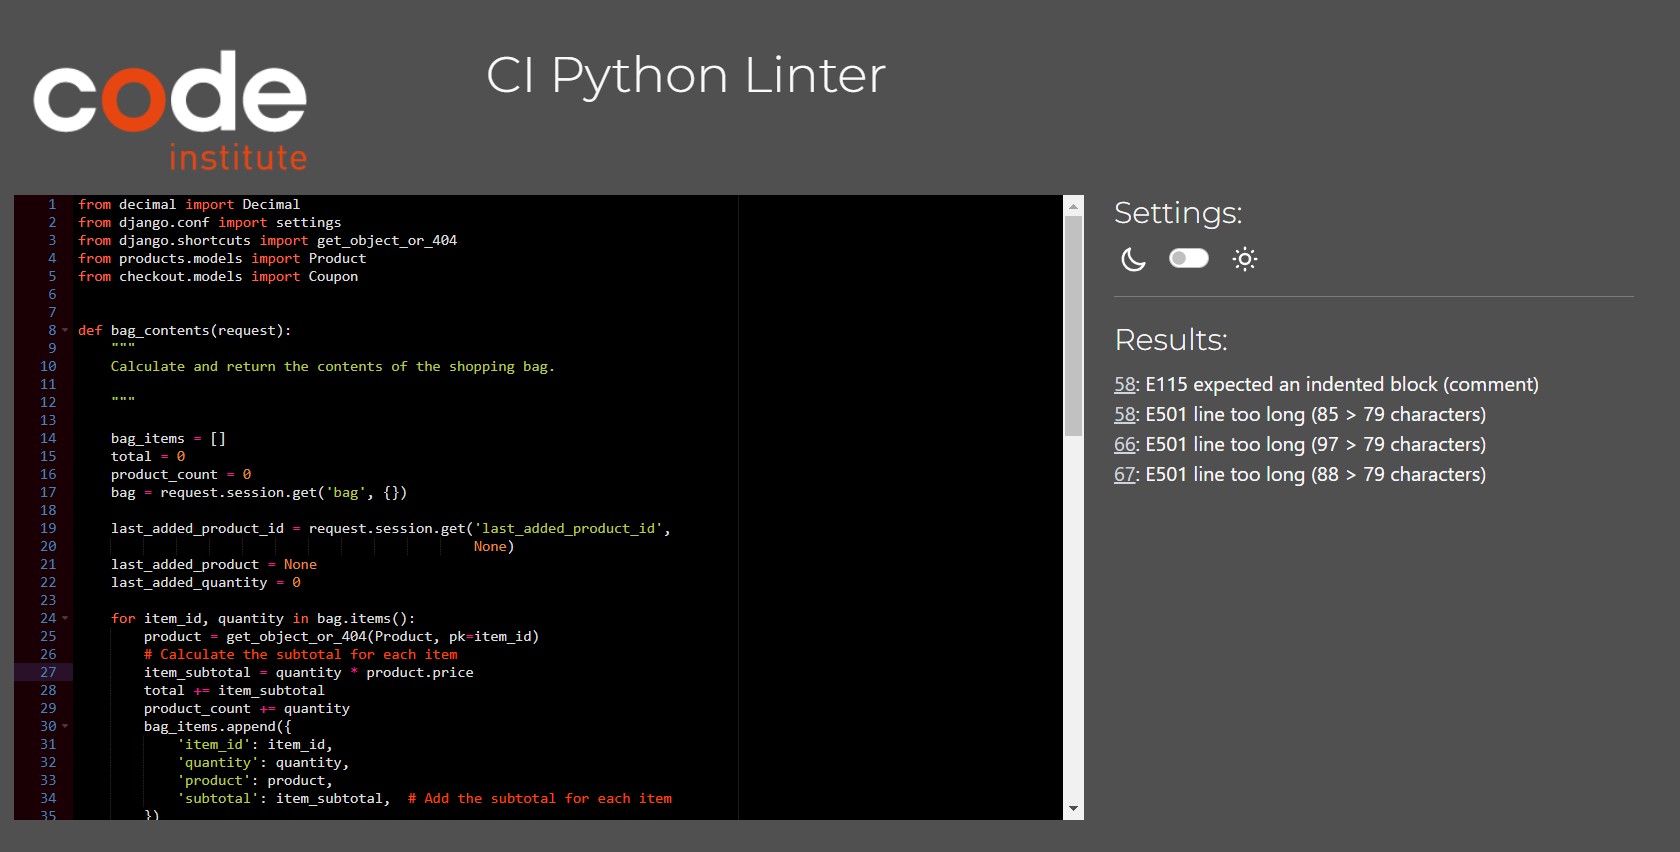 code
institute
CI Python Linter
1 from decimal import Decimal
2 from django.conf import settings
3 from django.shortcuts import get_object_or_404
4 from products.models import Product
5 from checkout.models import Coupon
6
7
8 def bag_contents(request):
9 """
10 Calculate and return the contents of the shopping bag.
11
12 """
13
14 bag_items = []
15 total = 0
16 product_count = 0
17 bag = request.session.get('bag', {})
18
19 last_added_product_id = request.session.get('last_added_product_id',
20 None)
21 last_added_product = None
22 last_added_quantity = 0
23
24 for item_id, quantity in bag.items():
25 product = get_object_or_404(Product, pk=item_id)
26 # Calculate the subtotal for each item
27 item_subtotal = quantity * product.price
28 total += item_subtotal
29 product_count += quantity
30 bag_items.append({
31 'item_id': item_id,
32 'quantity': quantity,
33 'product': product,
34 'subtotal': item_subtotal,  # Add the subtotal for each item
35 })
Settings:
Results:
58: E115 expected an indented block (comment)
58: E501 line too long (85 > 79 characters)
66: E501 line too long (97 > 79 characters)
67: E501 line too long (88 > 79 characters)